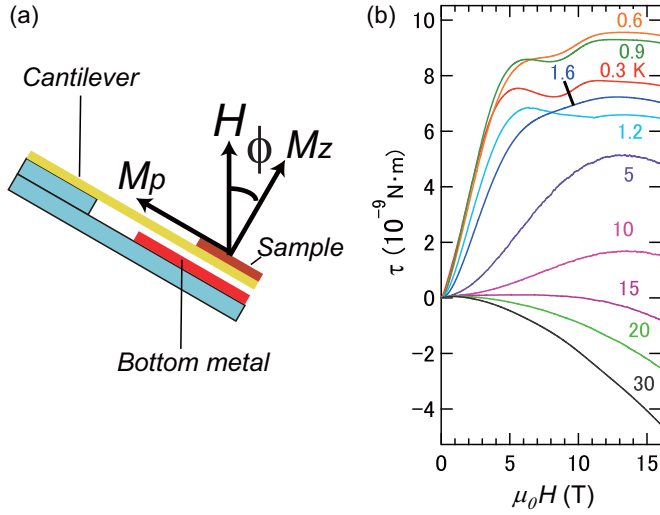 (a)
Cantilever
H
ϕ
Mz
Mp
Sample
Bottom metal
(b)
τ (10⁻⁹ N·m)
10
8
6
4
2
0
-2
-4
0.6
0.9
0.3 K
1.6
1.2
5
10
15
20
30
0
5
10
15
μ₀H (T)